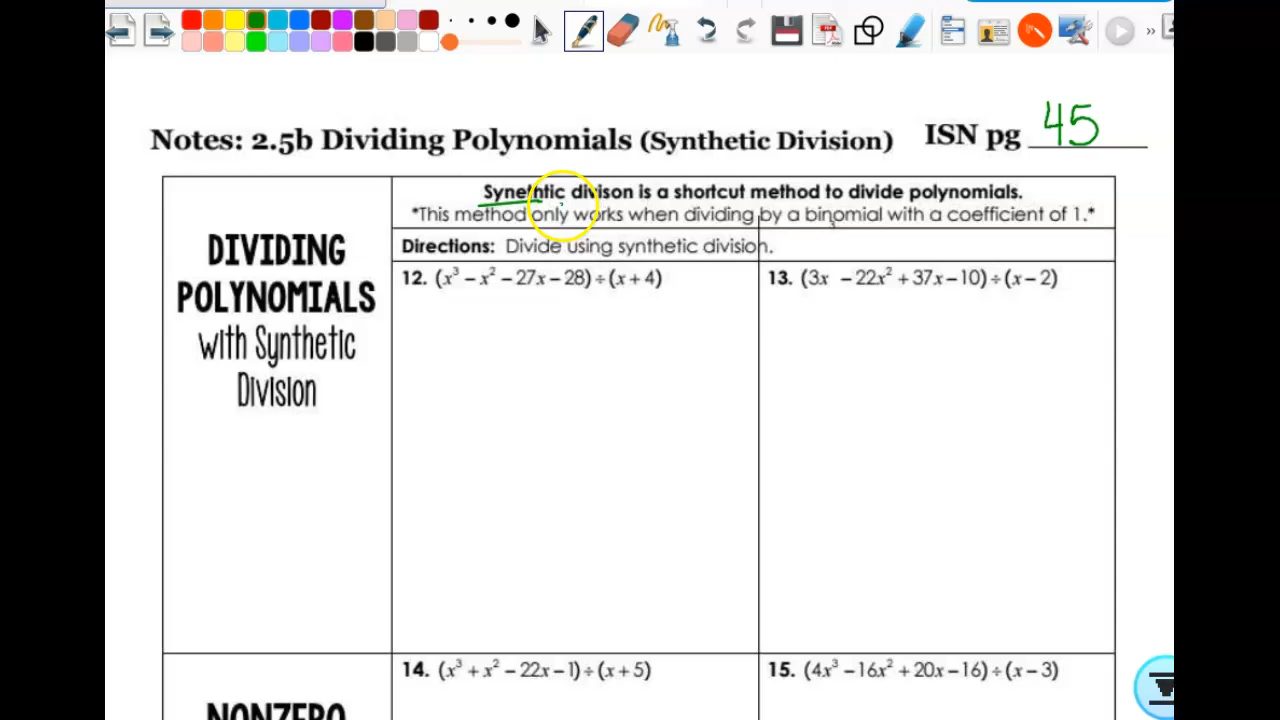 Notes: 2.5b Dividing Polynomials (Synthetic Division) ISN pg 45
Synethtic divison is a shortcut method to divide polynomials.
*This method only works when dividing by a binomial with a coefficient of 1.*
DIVIDING
POLYNOMIALS
with Synthetic
Division
Directions: Divide using synthetic division.
12. (x³ − x² − 27x − 28) ÷ (x + 4)
13. (3x − 22x² + 37x − 10) ÷ (x − 2)
NONZERO
14. (x³ + x² − 22x − 1) ÷ (x + 5)
15. (4x³ − 16x² + 20x − 16) ÷ (x − 3)